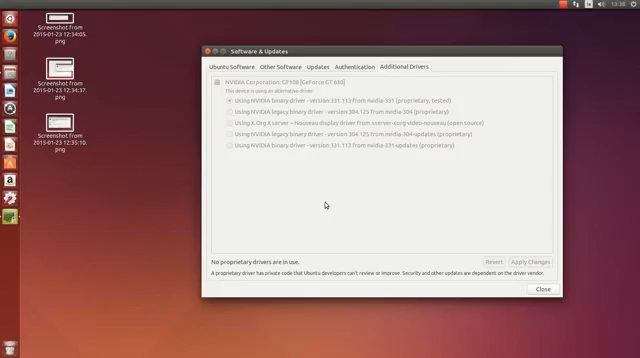 13:38
Screenshot from
2015-01-23 12:34:05.
png
Screenshot from
2015-01-23 12:34:37.
png
Screenshot from
2015-01-23 12:35:10.
png
Software & Updates
Ubuntu Software
Other Software
Updates
Authentication
Additional Drivers
NVIDIA Corporation: GF108 [GeForce GT 630]
This device is using an alternative driver.
Using NVIDIA binary driver - version 331.113 from nvidia-331 (proprietary, tested)
Using NVIDIA legacy binary driver - version 304.125 from nvidia-304 (proprietary)
Using X.Org X server -- Nouveau display driver from xserver-xorg-video-nouveau (open source)
Using NVIDIA legacy binary driver - version 304.125 from nvidia-304-updates (proprietary)
Using NVIDIA binary driver - version 331.113 from nvidia-331-updates (proprietary)
No proprietary drivers are in use.
Revert
Apply Changes
A proprietary driver has private code that Ubuntu developers can't review or improve. Security and other updates are dependent on the driver vendor.
Close